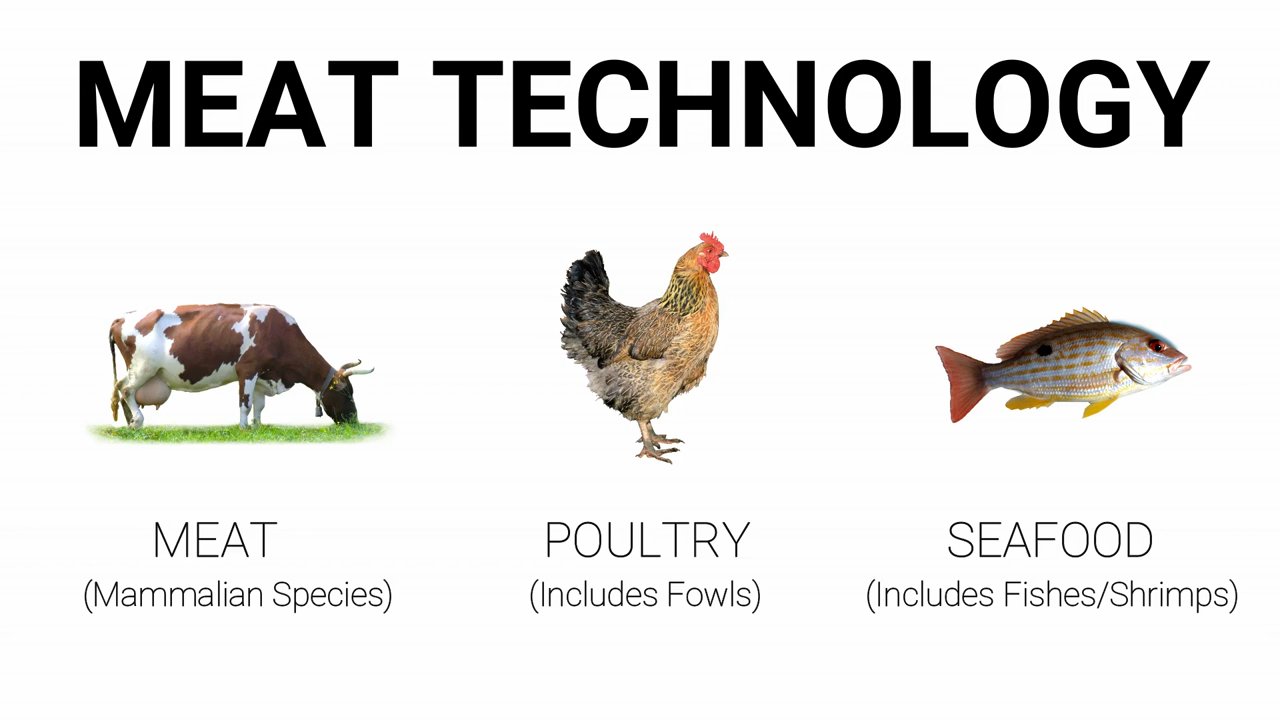 MEAT TECHNOLOGY
MEAT
(Mammalian Species)
POULTRY
(Includes Fowls)
SEAFOOD
(Includes Fishes/Shrimps)